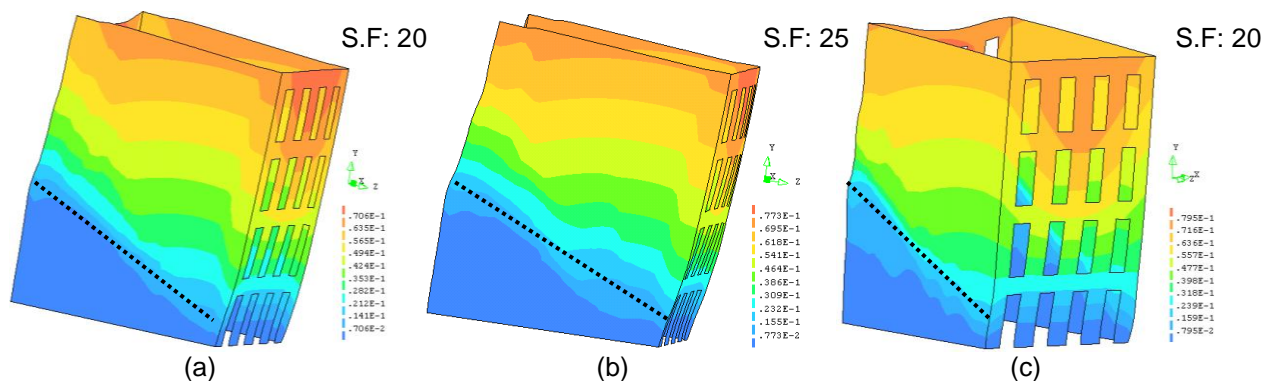 S.F: 20
Y
X
Z
.706E-1
.635E-1
.565E-1
.494E-1
.424E-1
.353E-1
.282E-1
.212E-1
.141E-1
.706E-2
(a)
S.F: 25
Y
X
Z
.773E-1
.695E-1
.618E-1
.541E-1
.464E-1
.386E-1
.309E-1
.232E-1
.155E-1
.773E-2
(b)
S.F: 20
Y
X
Z
.795E-1
.716E-1
.636E-1
.557E-1
.477E-1
.398E-1
.318E-1
.239E-1
.159E-1
.795E-2
(c)